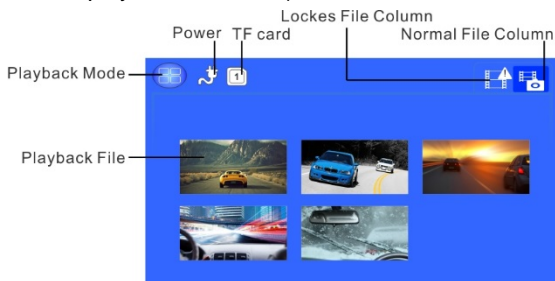 Lockes File Column
Power TF card Normal File Column
Playback Mode
1
Playback File